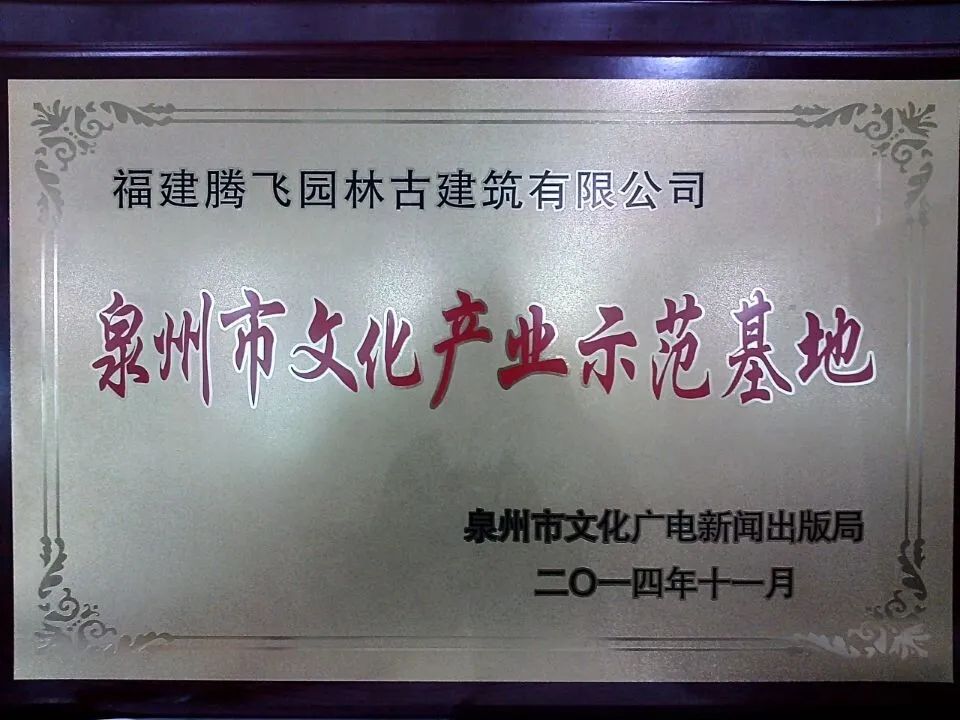 福建腾飞园林古建筑有限公司
泉州市文化产业示范基地
泉州市文化广电新闻出版局
二〇一四年十一月